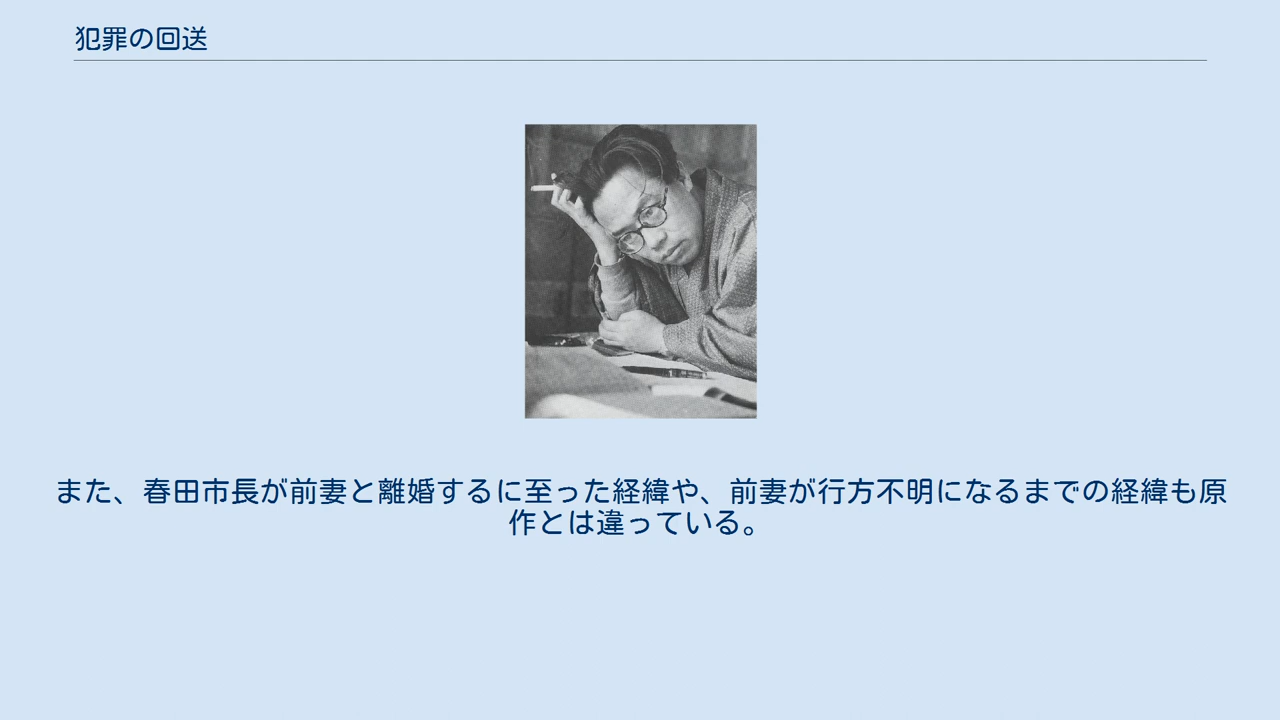 犯罪の回送
また、春田市長が前妻と離婚するに至った経緯や、前妻が行方不明になるまでの経緯も原
作とは違っている。